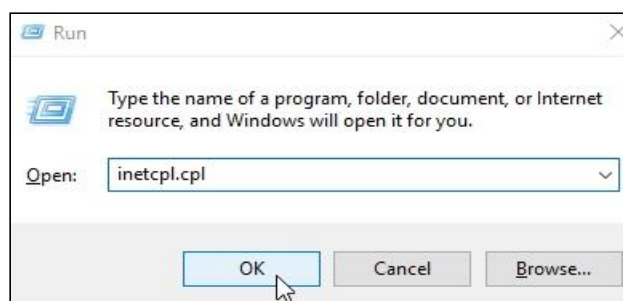 Run
Type the name of a program, folder, document, or Internet
resource, and Windows will open it for you.
Open: inetcpl.cpl
OK Cancel Browse...